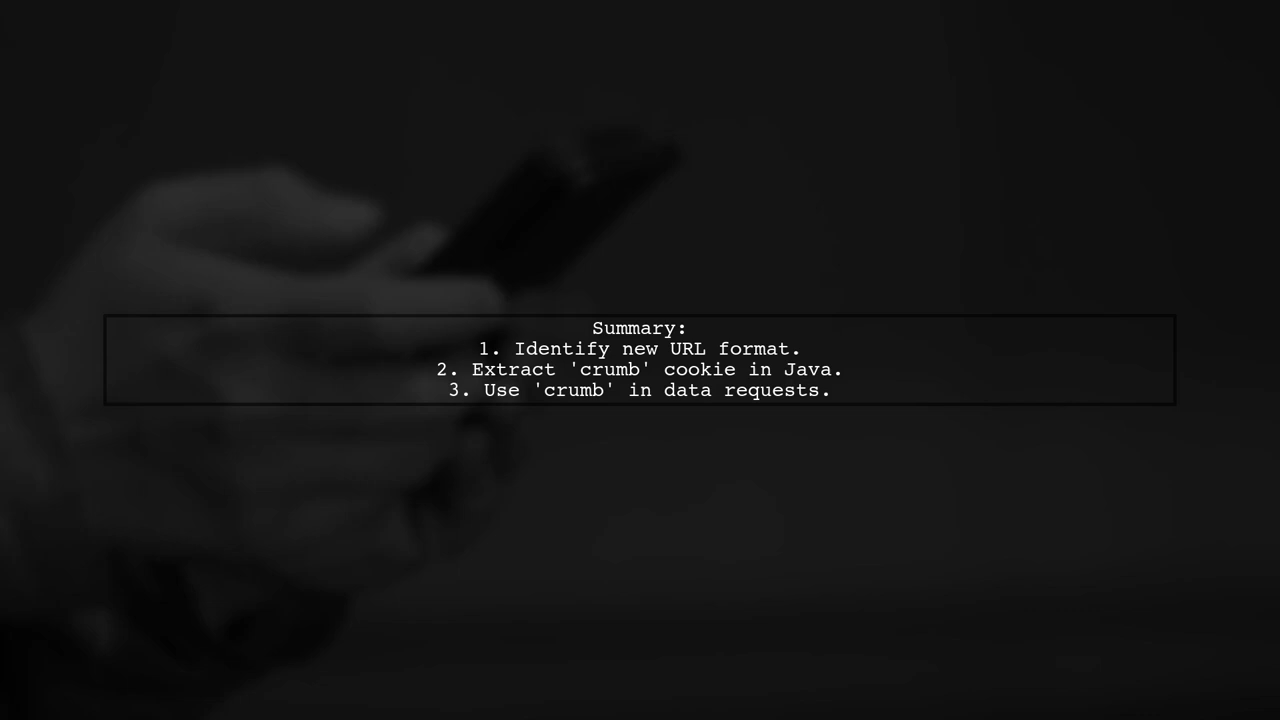 Summary:
1. Identify new URL format.
2. Extract 'crumb' cookie in Java.
3. Use 'crumb' in data requests.